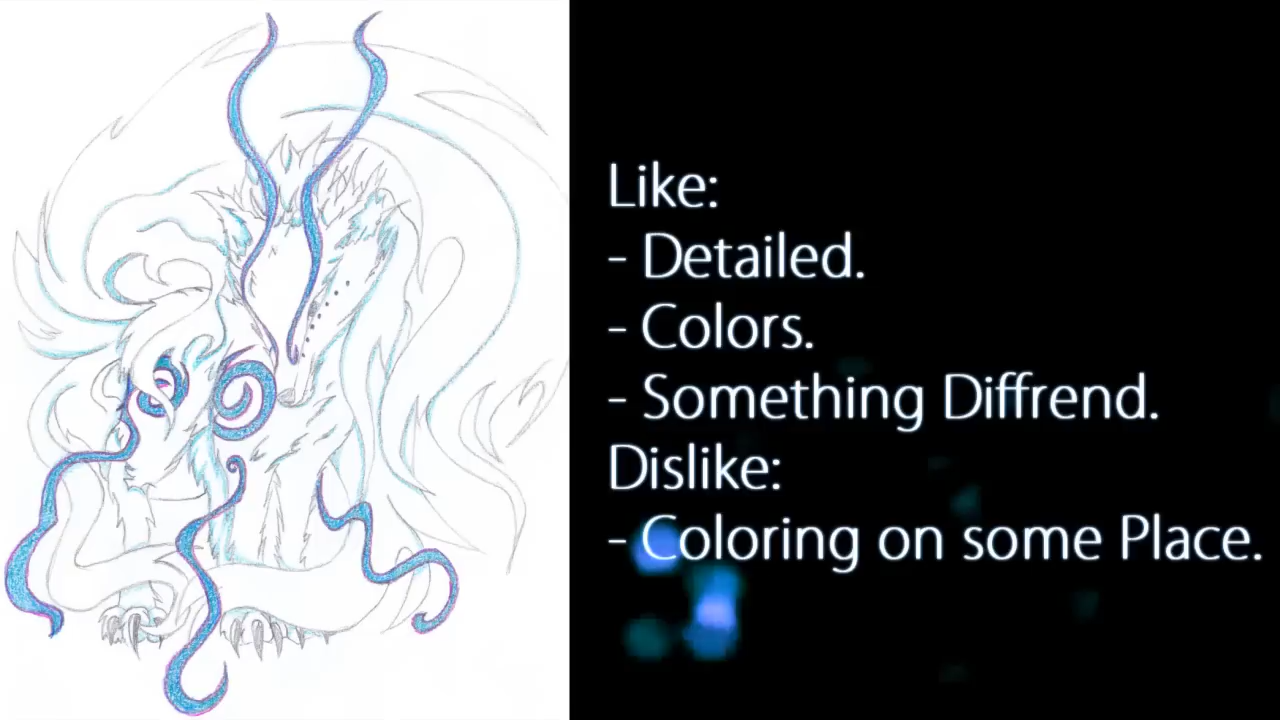 Like:
- Detailed.
- Colors.
- Something Diffrend.
Dislike:
- Coloring on some Place.